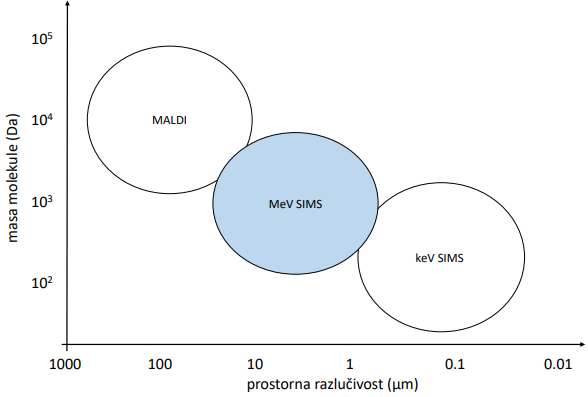 10⁵
10⁴
10³
10²
masa molekule (Da)
MALDI
MeV SIMS
keV SIMS
1000 100 10 1 0.1 0.01
prostorna razlučivost (μm)